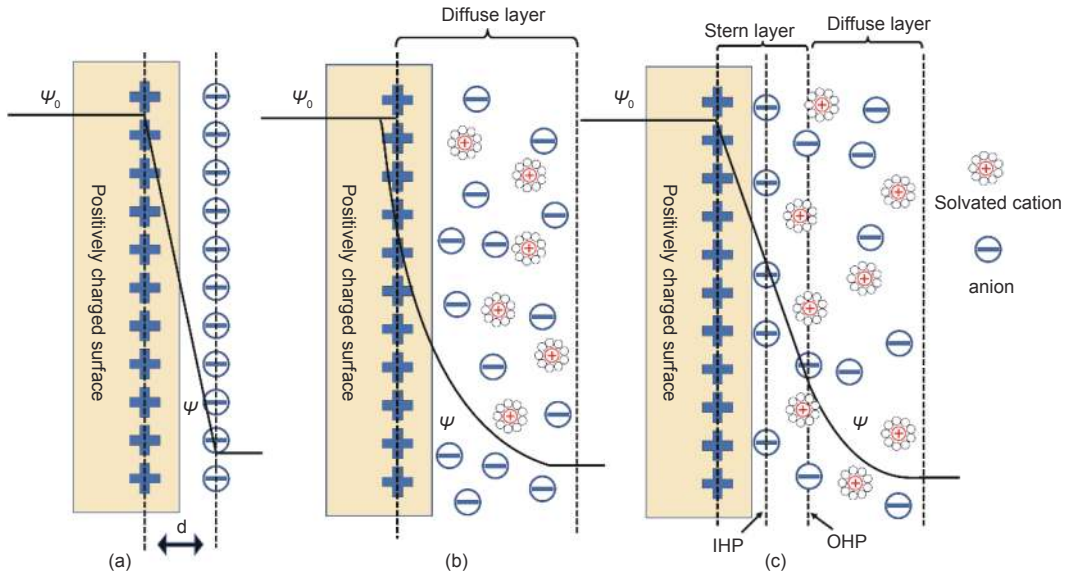 Diffuse layer
Stern layer
Diffuse layer
Ψ0
Ψ0
Ψ0
Positively charged surface
Positively charged surface
Positively charged surface
Solvated cation
anion
Ψ
Ψ
Ψ
d
IHP
OHP
(a)
(b)
(c)